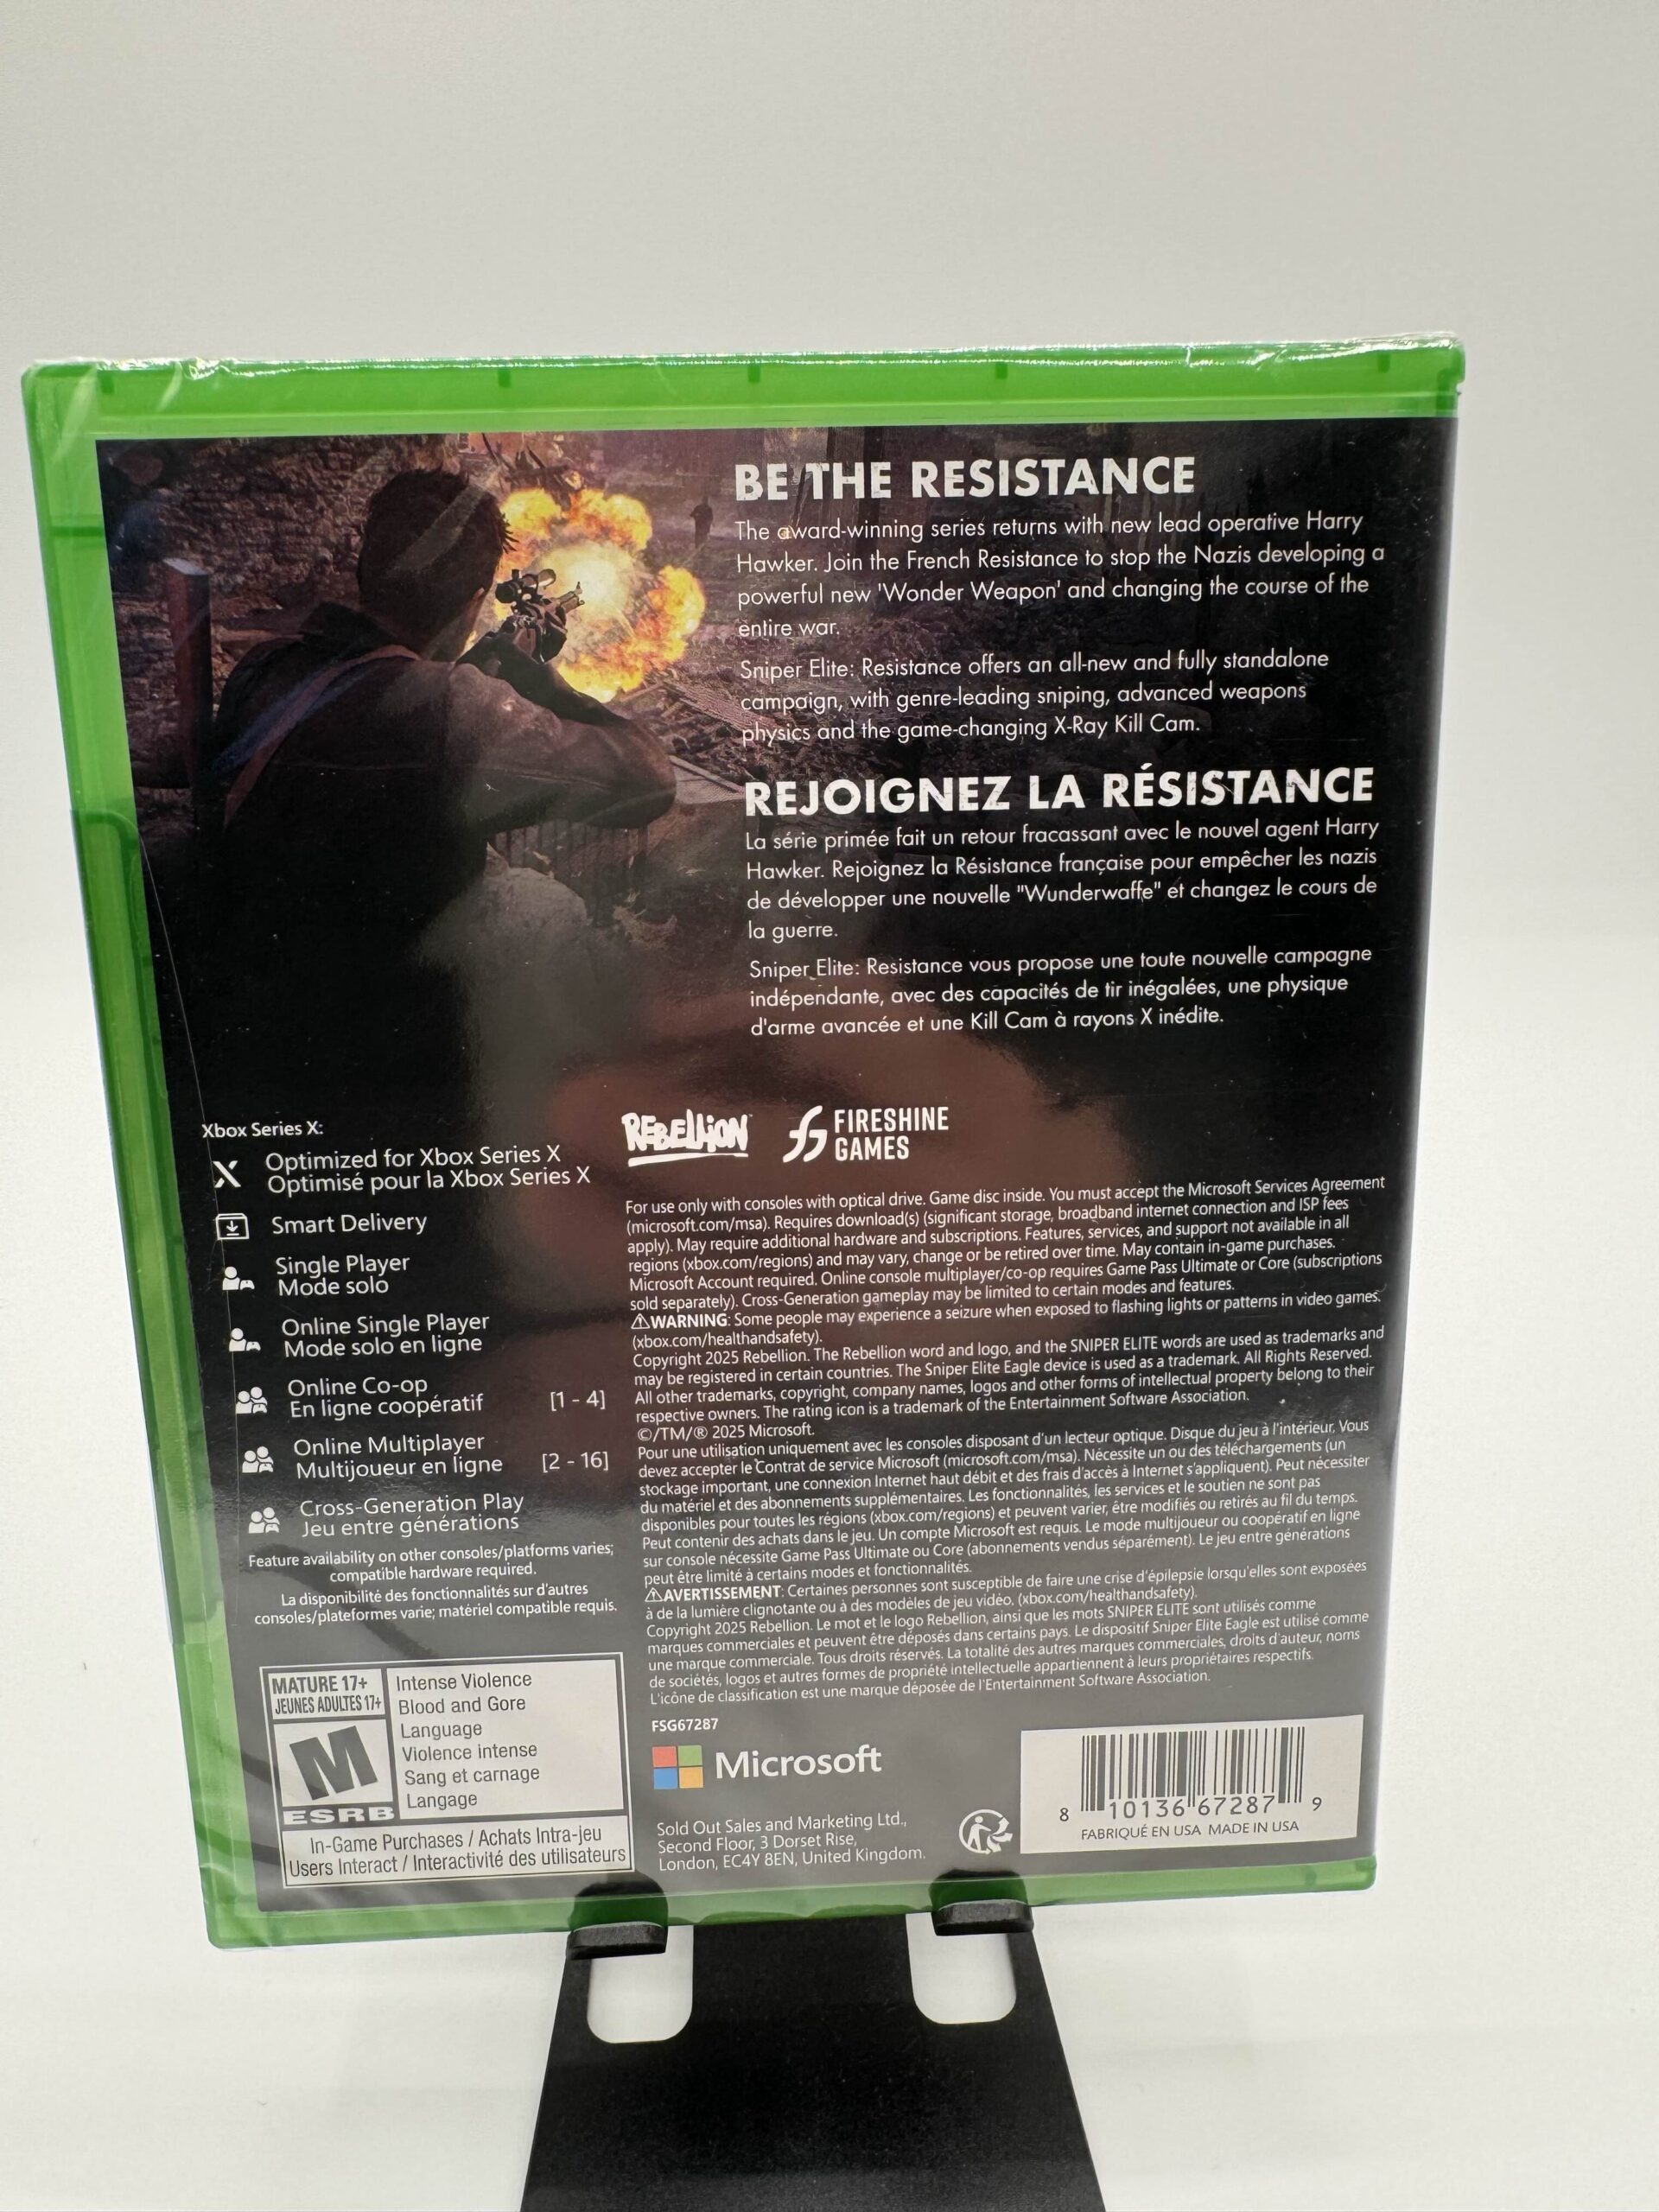 BE THE RESISTANCE
The award-winning series returns with new lead operative Harry
Hawker. Join the French Resistance to stop the Nazis developing a
powerful new 'Wonder Weapon' and changing the course of the
entire war.
Sniper Elite: Resistance offers an all-new and fully standalone
campaign, with genre-leading sniping, advanced weapons
physics and the game-changing X-Ray Kill Cam.
REJOIGNEZ LA RÉSISTANCE
La série primée fait un retour fracassant avec le nouvel agent Harry
Hawker. Rejoignez la Résistance française pour empêcher les nazis
de développer une nouvelle "Wunderwaffe" et changez le cours de
la guerre.
Sniper Elite: Resistance vous propose une toute nouvelle campagne
indépendante, avec des capacités de tir inégalées, une physique
d'arme avancée et une Kill Cam à rayons X inédite.
Xbox Series X:
Optimized for Xbox Series X
Optimisé pour la Xbox Series X
Smart Delivery
Single Player
Mode solo
Online Single Player
Mode solo en ligne
Online Co-op
En ligne coopératif [1 - 4]
Online Multiplayer
Multijoueur en ligne [2 - 16]
Cross-Generation Play
Jeu entre générations
Feature availability on other consoles/platforms varies;
compatible hardware required.
La disponibilité des fonctionnalités sur d'autres
consoles/plateformes varie; matériel compatible requis.
REBELLION
FIRESHINE
GAMES
For use only with consoles with optical drive. Game disc inside. You must accept the Microsoft Services Agreement
(microsoft.com/msa). Requires download(s) (significant storage, broadband internet connection and ISP fees
apply). May require additional hardware and subscriptions. Features, services, and support not available in all
regions (xbox.com/regions) and may vary, change or be retired over time. May contain in-game purchases.
Microsoft Account required. Online console multiplayer/co-op requires Game Pass Ultimate or Core (subscriptions
sold separately). Cross-Generation gameplay may be limited to certain modes and features.
⚠WARNING: Some people may experience a seizure when exposed to flashing lights or patterns in video games.
(xbox.com/healthandsafety).
Copyright 2025 Rebellion. The Rebellion word and logo, and the SNIPER ELITE words are used as trademarks and
may be registered in certain countries. The Sniper Elite Eagle device is used as a trademark. All Rights Reserved.
All other trademarks, copyright, company names, logos and other forms of intellectual property belong to their
respective owners. The rating icon is a trademark of the Entertainment Software Association.
©/TM/® 2025 Microsoft.
Pour une utilisation uniquement avec les consoles disposant d'un lecteur optique. Disque du jeu à l'intérieur. Vous
devez accepter le Contrat de service Microsoft (microsoft.com/msa). Nécessite un ou des téléchargements (un
stockage important, une connexion Internet haut débit et des frais d'accès à Internet s'appliquent). Peut nécessiter
du matériel et des abonnements supplémentaires. Les fonctionnalités, les services et le soutien ne sont pas
disponibles pour toutes les régions (xbox.com/regions) et peuvent varier, être modifiés ou retirés au fil du temps.
Peut contenir des achats dans le jeu. Un compte Microsoft est requis. Le mode multijoueur ou coopératif en ligne
sur console nécessite Game Pass Ultimate ou Core (abonnements vendus séparément). Le jeu entre générations
peut être limité à certains modes et fonctionnalités.
⚠AVERTISSEMENT: Certaines personnes sont susceptible de faire une crise d'épilepsie lorsqu'elles sont exposées
à de la lumière clignotante ou à des modèles de jeu vidéo. (xbox.com/healthandsafety).
Copyright 2025 Rebellion. Le mot et le logo Rebellion, ainsi que les mots SNIPER ELITE sont utilisés comme
marques commerciales et peuvent être déposés dans certains pays. Le dispositif Sniper Elite Eagle est utilisé comme
une marque commerciale. Tous droits réservés. La totalité des autres marques commerciales, droits d'auteur, noms
de sociétés, logos et autres formes de propriété intellectuelle appartiennent à leurs propriétaires respectifs.
L'icône de classification est une marque déposée de l'Entertainment Software Association.
MATURE 17+
JEUNES ADULTES 17+
M
ESRB
Intense Violence
Blood and Gore
Language
Violence intense
Sang et carnage
Langage
In-Game Purchases / Achats Intra-jeu
Users Interact / Interactivité des utilisateurs
FSG67287
Microsoft
Sold Out Sales and Marketing Ltd.,
Second Floor, 3 Dorset Rise,
London, EC4Y 8EN, United Kingdom.
8 10136 67287 9
FABRIQUÉ EN USA MADE IN USA